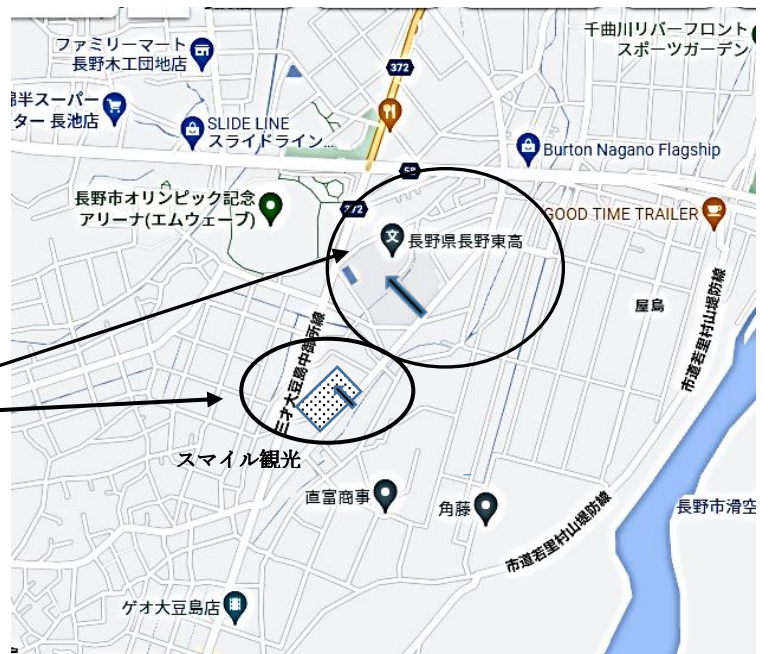 千曲川リバーフロント
スポーツガーデン
ファミリーマート
長野木工団地店
372
綿半スーパー
ター 長池店
SLIDE LINE
スライドライン...
58
Burton Nagano Flagship
長野市オリンピック記念
アリーナ(エムウェーブ)
372
GOOD TIME TRAILER
長野県長野東高
屋島
市道若里村山堤防線
三才大豆島中御所線
スマイル観光
直富商事
角藤
長野市滑空
市道若里村山堤防線
ゲオ大豆島店